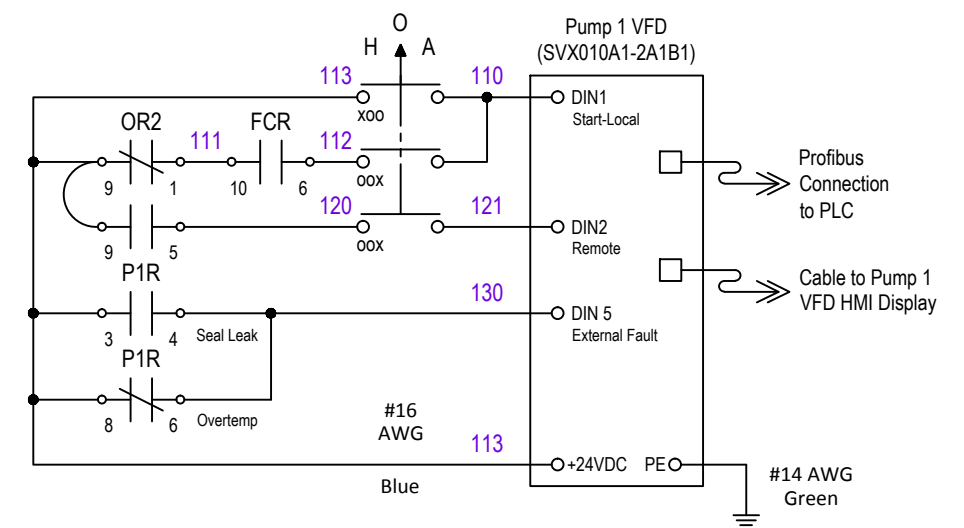 O
H A
Pump 1 VFD
(SVX010A1-2A1B1)
113 110
xoo
DIN1
Start-Local
OR2 111 FCR 112
9 1 10 6
oox
Profibus
Connection
to PLC
120 121
9 5
oox
DIN2
Remote
P1R
3 4 Seal Leak
130
DIN 5
External Fault
Cable to Pump 1
VFD HMI Display
P1R
8 6 Overtemp
#16
AWG
Blue
113
+24VDC PE
#14 AWG
Green